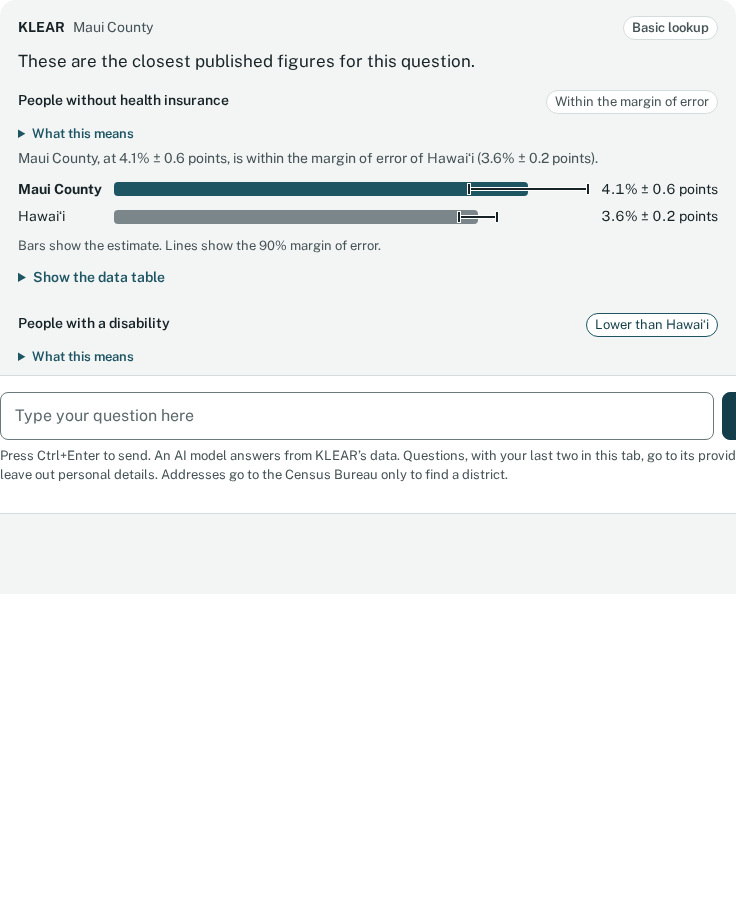 KLEAR Maui County
Basic lookup
These are the closest published figures for this question.
People without health insurance
Within the margin of error
What this means
Maui County, at 4.1% ± 0.6 points, is within the margin of error of Hawaiʻi (3.6% ± 0.2 points).
Maui County 4.1% ± 0.6 points
Hawaiʻi 3.6% ± 0.2 points
Bars show the estimate. Lines show the 90% margin of error.
Show the data table
People with a disability
Lower than Hawaiʻi
What this means
Type your question here
Press Ctrl+Enter to send. An AI model answers from KLEAR's data. Questions, with your last two in this tab, go to its provid
leave out personal details. Addresses go to the Census Bureau only to find a district.